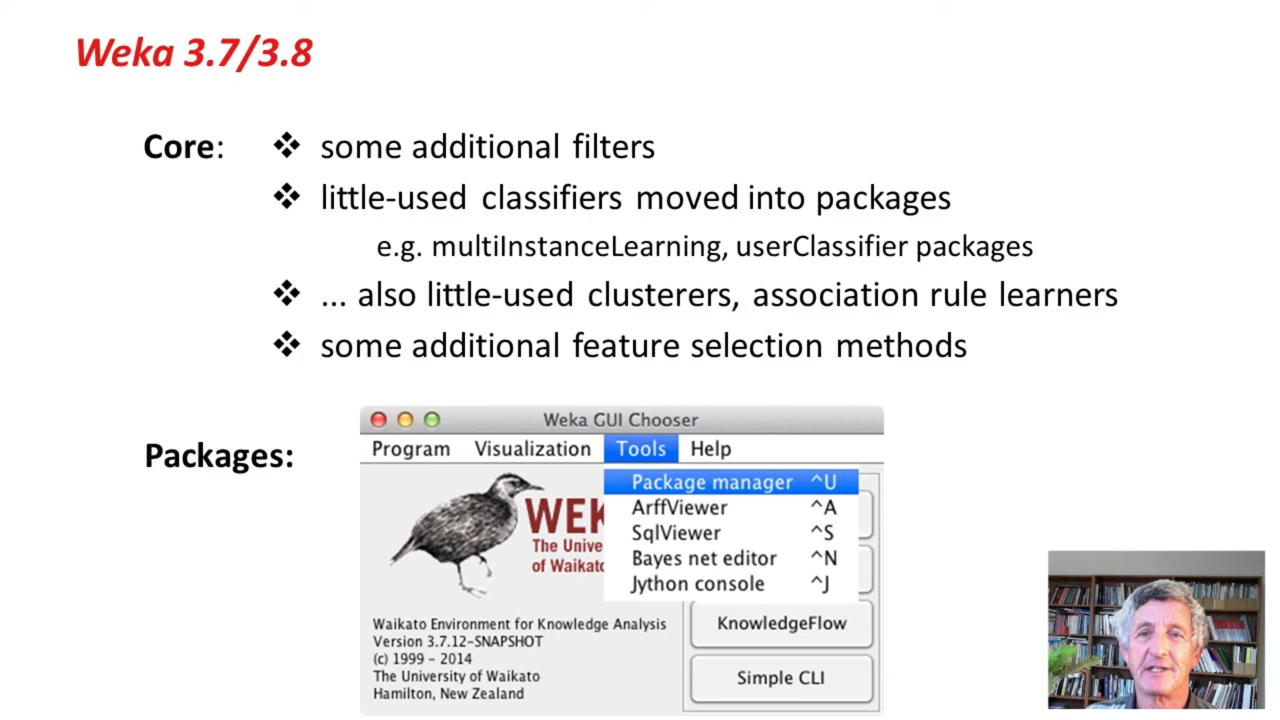 Weka 3.7/3.8
Core:
❖ some additional filters
❖ little-used classifiers moved into packages
e.g. multiInstanceLearning, userClassifier packages
❖ ... also little-used clusterers, association rule learners
❖ some additional feature selection methods
Packages:
Weka GUI Chooser
Program Visualization Tools Help
Package manager ^U
ArffViewer ^A
SqlViewer ^S
Bayes net editor ^N
Jython console ^J
WEK
The Unive
of Waikato
Waikato Environment for Knowledge Analysis
Version 3.7.12-SNAPSHOT
(c) 1999 - 2014
The University of Waikato
Hamilton, New Zealand
KnowledgeFlow
Simple CLI